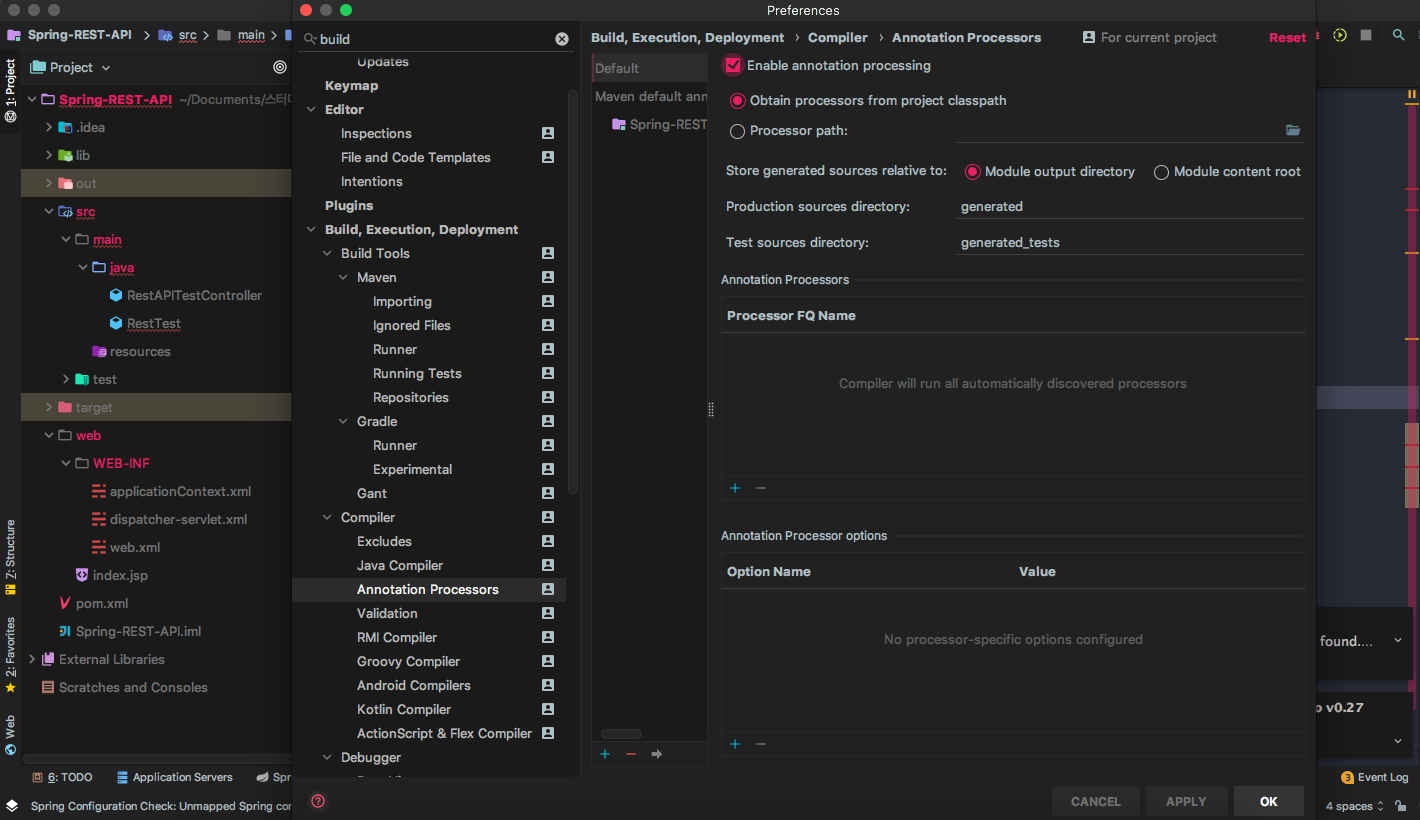 Preferences
Spring-REST-API
src
main
1: Project
Project
Spring-REST-API ~/Documents/스터디
.idea
lib
out
src
main
java
RestAPITestController
RestTest
resources
test
target
web
WEB-INF
applicationContext.xml
dispatcher-servlet.xml
web.xml
index.jsp
pom.xml
Spring-REST-API.iml
External Libraries
Scratches and Consoles
7: Structure
2: Favorites
Web
6: TODO
Application Servers
Spr
Spring Configuration Check: Unmapped Spring con
build
Updates
Keymap
Editor
Inspections
File and Code Templates
Intentions
Plugins
Build, Execution, Deployment
Build Tools
Maven
Importing
Ignored Files
Runner
Running Tests
Repositories
Gradle
Runner
Experimental
Gant
Compiler
Excludes
Java Compiler
Annotation Processors
Validation
RMI Compiler
Groovy Compiler
Android Compilers
Kotlin Compiler
ActionScript & Flex Compiler
Debugger
Build, Execution, Deployment › Compiler › Annotation Processors
For current project
Reset
Default
Maven default ann
Spring-REST
Enable annotation processing
Obtain processors from project classpath
Processor path:
Store generated sources relative to:
Module output directory
Module content root
Production sources directory:
generated
Test sources directory:
generated_tests
Annotation Processors
Processor FQ Name
Compiler will run all automatically discovered processors
Annotation Processor options
Option Name
Value
No processor-specific options configured
CANCEL
APPLY
OK
found....
o v0.27
3 Event Log
4 spaces